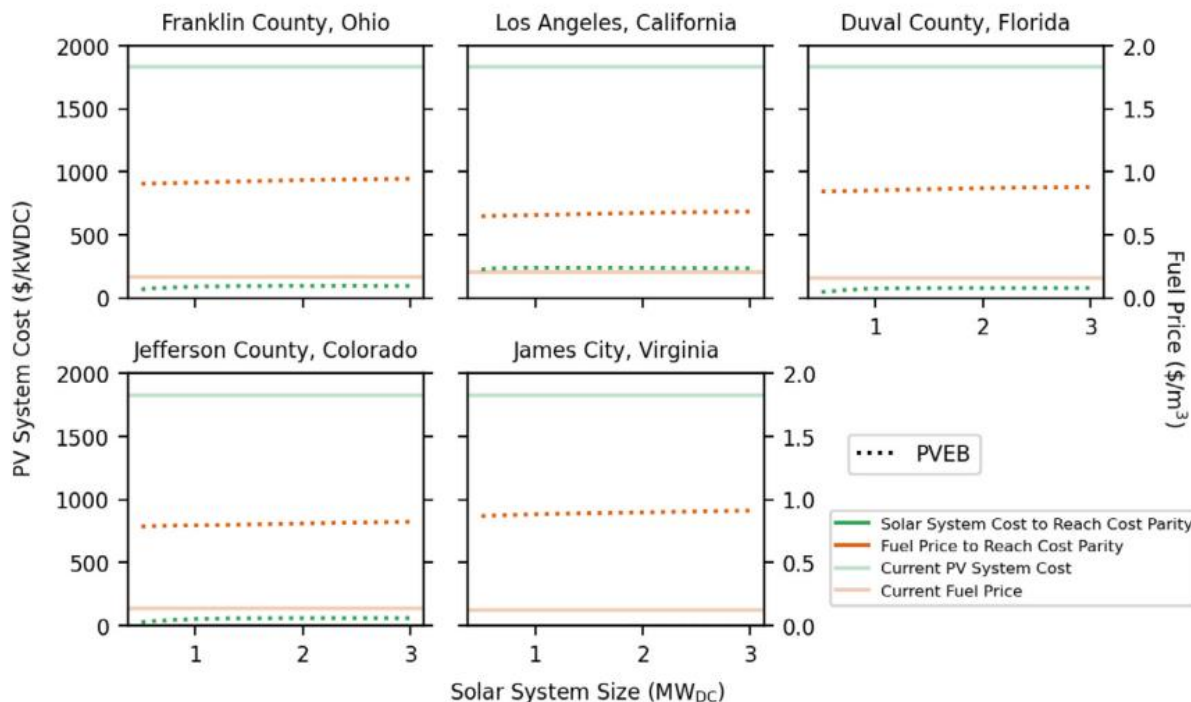 Franklin County, Ohio
Los Angeles, California
Duval County, Florida
2000
1500
1000
500
0
2.0
1.5
1.0
0.5
0.0
1
2
3
Jefferson County, Colorado
James City, Virginia
2000
1500
1000
500
0
1
2
3
2.0
1.5
1.0
0.5
0.0
1
2
3
PV System Cost ($/kWDC)
Fuel Price ($/m³)
Solar System Size (MW_DC)
PVEB
Solar System Cost to Reach Cost Parity
Fuel Price to Reach Cost Parity
Current PV System Cost
Current Fuel Price